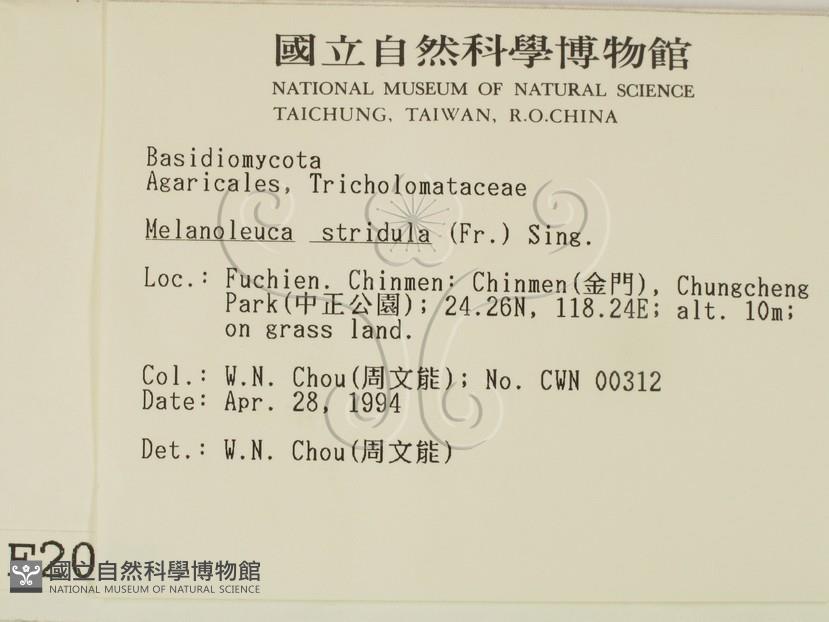 國立自然科學博物館
NATIONAL MUSEUM OF NATURAL SCIENCE
TAICHUNG, TAIWAN, R.O.CHINA
Basidiomycota
Agaricales, Tricholomataceae
Melanoleuca stridula (Fr.) Sing.
Loc.: Fuchien. Chinmen: Chinmen(金門), Chungcheng
Park(中正公園); 24.26N, 118.24E; alt. 10m;
on grass land.
Col.: W.N. Chou(周文能); No. CWN 00312
Date: Apr. 28, 1994
Det.: W.N. Chou(周文能)
F20
國立自然科學博物館
NATIONAL MUSEUM OF NATURAL SCIENCE